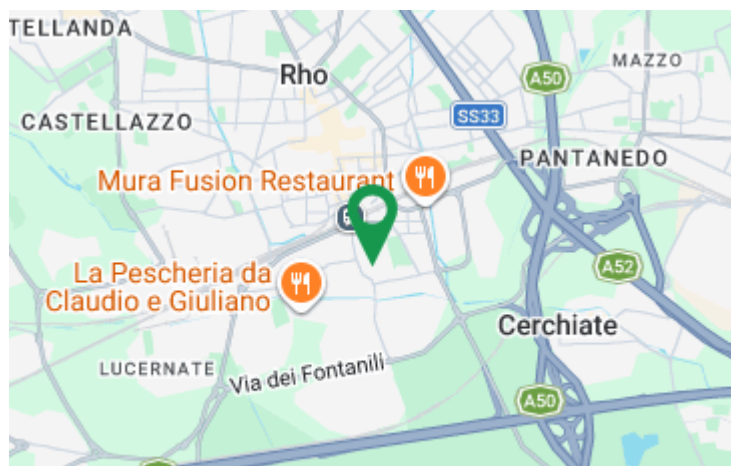 TELLANDA
Rho
MAZZO
A50
SS33
CASTELLAZZO
PANTANEDO
Mura Fusion Restaurant
La Pescheria da
Claudio e Giuliano
A52
Cerchiate
LUCERNATE
Via dei Fontanili
A50